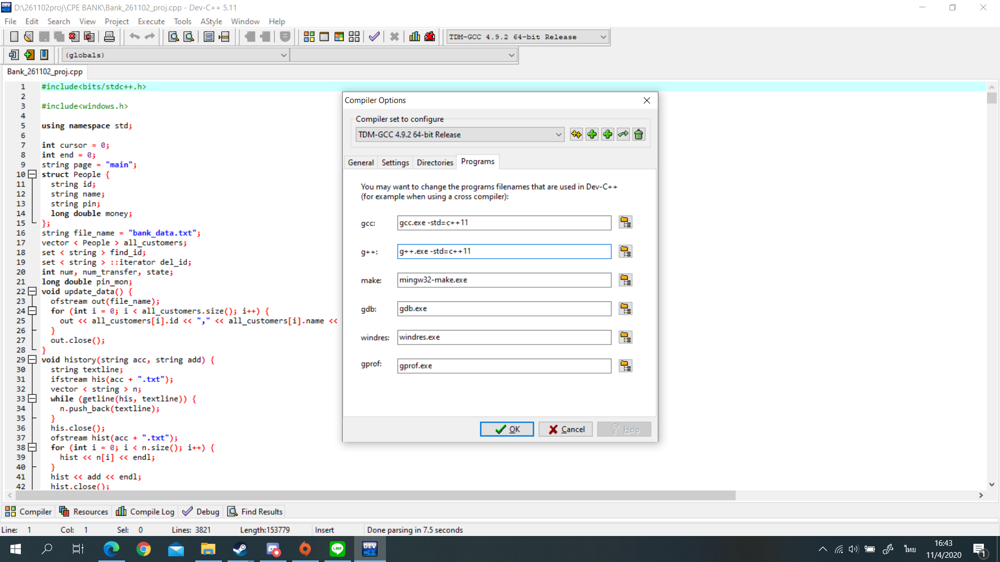 D:\261102proj\CPE BANK\Bank_261102_proj.cpp - Dev-C++ 5.11
File Edit Search View Project Execute Tools AStyle Window Help
TDM-GCC 4.9.2 64-bit Release
(globals)
Bank_261102_proj.cpp
1 #include<bits/stdc++.h>
2
3 #include<windows.h>
4
5 using namespace std;
6
7 int cursor = 0;
8 int end = 0;
9 string page = "main";
10 struct People {
11 string id;
12 string name;
13 string pin;
14 long double money;
15 };
16 string file_name = "bank_data.txt";
17 vector < People > all_customers;
18 set < string > find_id;
19 set < string > ::iterator del_id;
20 int num, num_transfer, state;
21 long double pin_mon;
22 void update_data() {
23 ofstream out(file_name);
24 for (int i = 0; i < all_customers.size(); i++) {
25 out << all_customers[i].id << "," << all_customers[i].name <<
26 }
27 out.close();
28 }
29 void history(string acc, string add) {
30 string textline;
31 ifstream his(acc + ".txt");
32 vector < string > n;
33 while (getline(his, textline)) {
34 n.push_back(textline);
35 }
36 his.close();
37 ofstream hist(acc + ".txt");
38 for (int i = 0; i < n.size(); i++) {
39 hist << n[i] << endl;
40 }
41 hist << add << endl;
42 hist.close();
Compiler Options
Compiler set to configure
TDM-GCC 4.9.2 64-bit Release
General Settings Directories Programs
You may want to change the programs filenames that are used in Dev-C++
(for example when using a cross compiler):
gcc: gcc.exe -std=c++11
g++: g++.exe -std=c++11
make: mingw32-make.exe
gdb: gdb.exe
windres: windres.exe
gprof: gprof.exe
OK Cancel Help
Compiler Resources Compile Log Debug Find Results
Line: 1 Col: 1 Sel: 0 Lines: 3821 Length:153779 Insert Done parsing in 7.5 seconds
LINE
DEV
C++
ไทย
16:43
11/4/2020
1